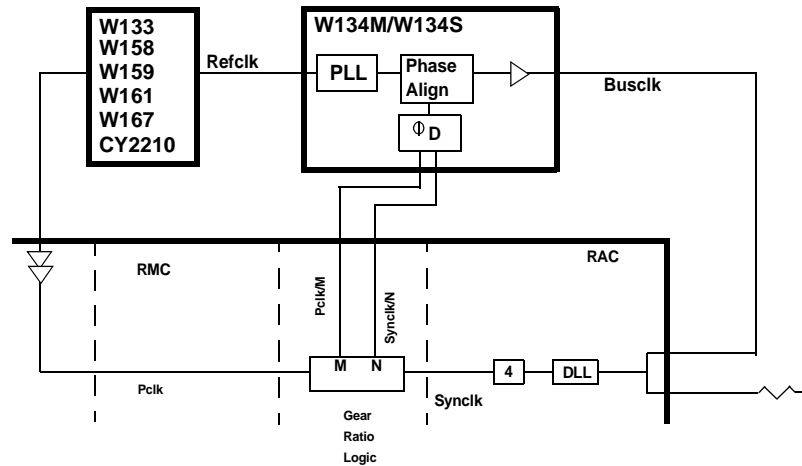 W133
W158
W159
W161
W167
CY2210
Refclk
W134M/W134S
PLL
Phase
Align
Φ D
Busclk
RMC
RAC
Pclk/M
Synclk/N
M N
Pclk
4
DLL
Synclk
Gear
Ratio
Logic